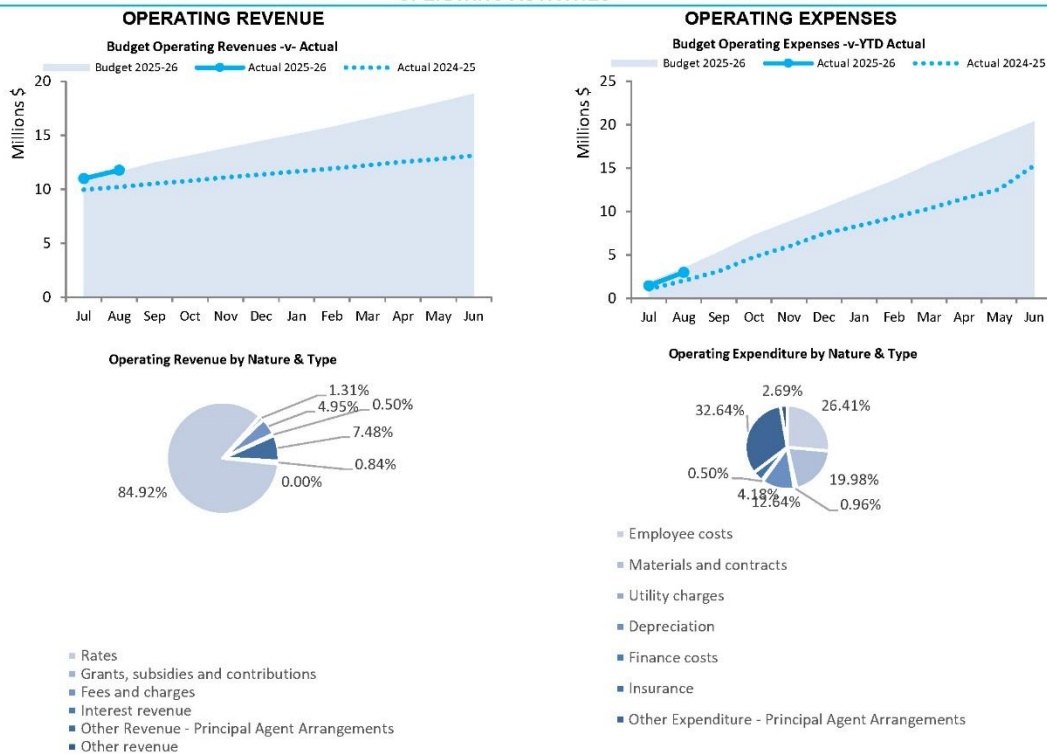 OPERATING REVENUE
Budget Operating Revenues -v- Actual
Budget 2025-26 Actual 2025-26 Actual 2024-25
Millions $
20
15
10
5
0
Jul Aug Sep Oct Nov Dec Jan Feb Mar Apr May Jun
Operating Revenue by Nature & Type
1.31%
4.95%
0.50%
7.48%
0.84%
0.00%
84.92%
Rates
Grants, subsidies and contributions
Fees and charges
Interest revenue
Other Revenue - Principal Agent Arrangements
Other revenue
OPERATING EXPENSES
Budget Operating Expenses -v-YTD Actual
Budget 2025-26 Actual 2025-26 Actual 2024-25
Millions $
25
20
15
10
5
0
Jul Aug Sep Oct Nov Dec Jan Feb Mar Apr May Jun
Operating Expenditure by Nature & Type
2.69%
32.64%
26.41%
0.50%
4.18%
12.64%
19.98%
0.96%
Employee costs
Materials and contracts
Utility charges
Depreciation
Finance costs
Insurance
Other Expenditure - Principal Agent Arrangements